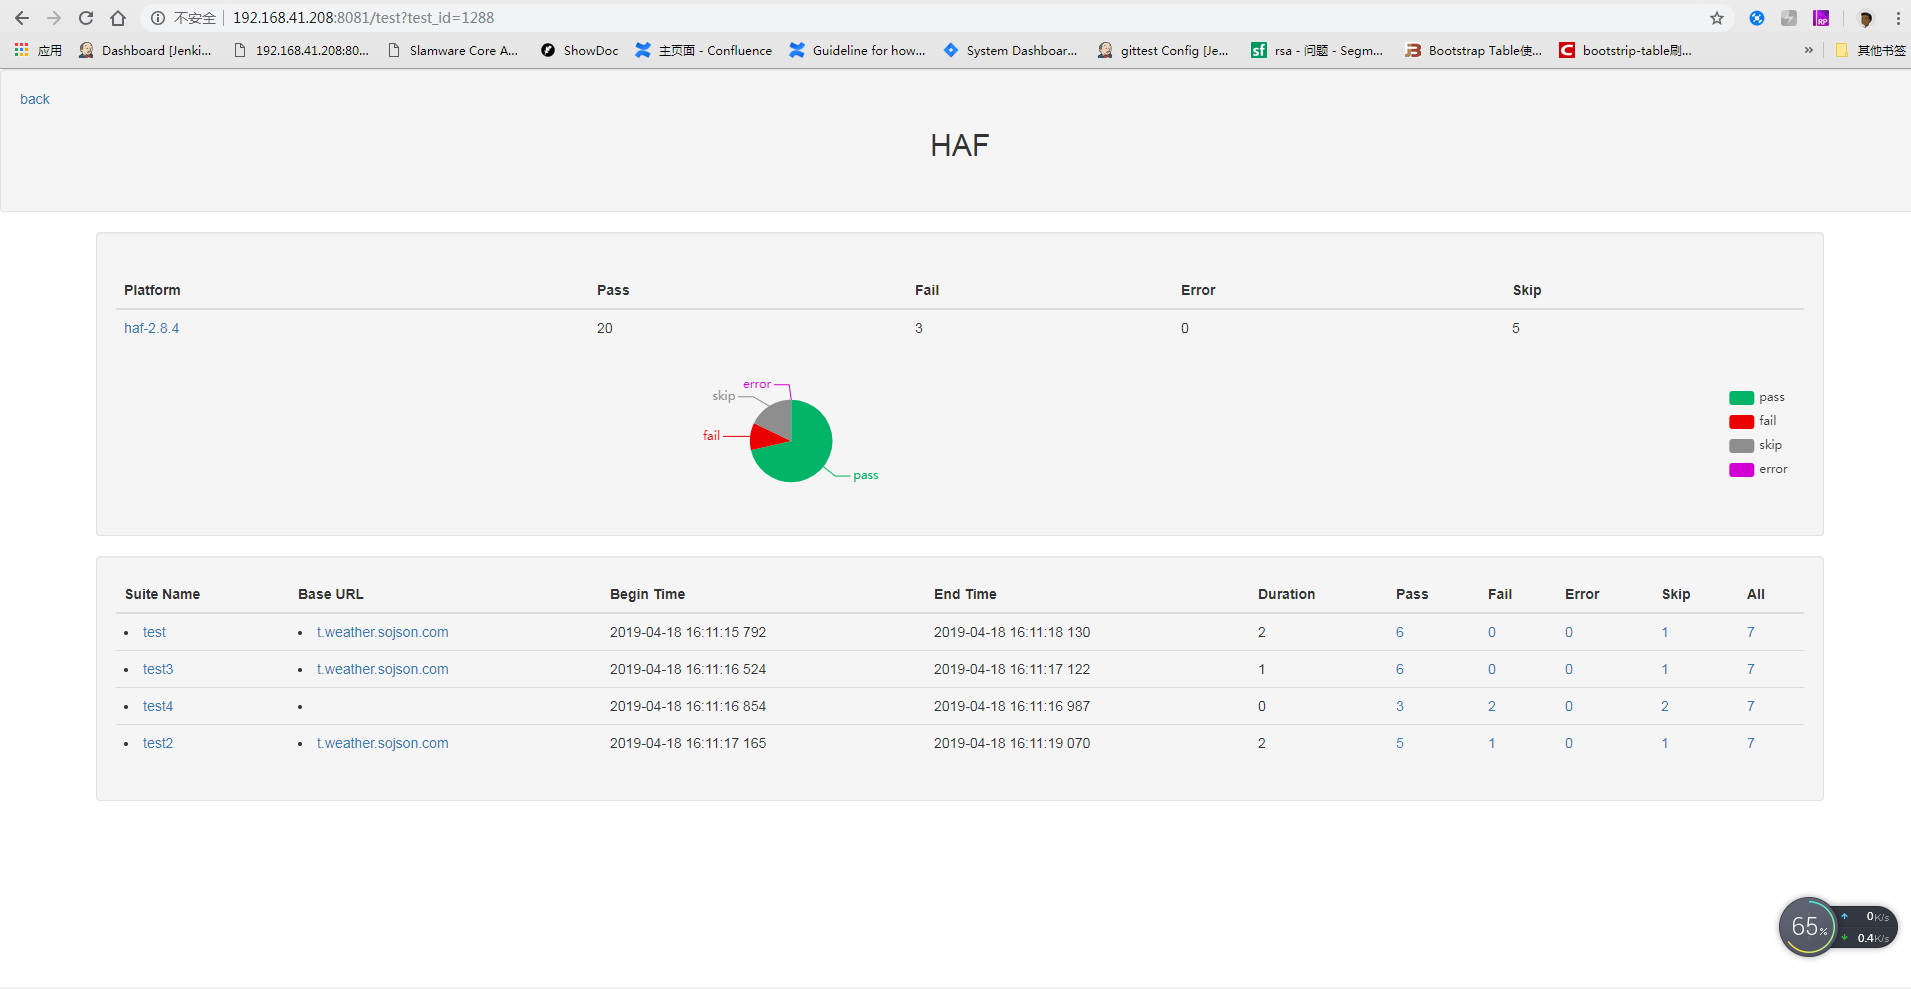 不安全 192.168.41.208:8081/test?test_id=1288
应用 Dashboard [Jenki... 192.168.41.208:80... Slamware Core A... ShowDoc 主页面 - Confluence Guideline for how... System Dashboar... gittest Config [Je... sf rsa - 问题 - Segm... Bootstrap Table使... C bootstrip-table刷... » 其他书签
back
HAF
Platform Pass Fail Error Skip
haf-2.8.4 20 3 0 5
error
skip
fail
pass
pass
fail
skip
error
Suite Name Base URL Begin Time End Time Duration Pass Fail Error Skip All
• test • t.weather.sojson.com 2019-04-18 16:11:15 792 2019-04-18 16:11:18 130 2 6 0 0 1 7
• test3 • t.weather.sojson.com 2019-04-18 16:11:16 524 2019-04-18 16:11:17 122 1 6 0 0 1 7
• test4 • 2019-04-18 16:11:16 854 2019-04-18 16:11:16 987 0 3 2 0 2 7
• test2 • t.weather.sojson.com 2019-04-18 16:11:17 165 2019-04-18 16:11:19 070 2 5 1 0 1 7
65%
0K/s
0.4K/s